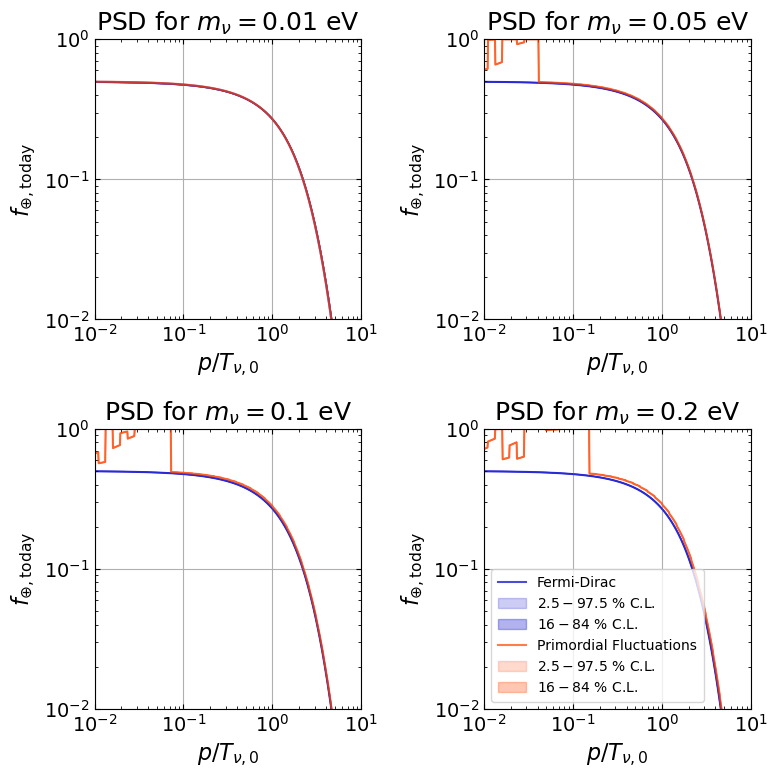 PSD for $m_\nu = 0.01$ eV
$10^0$
$10^{-1}$
$10^{-2}$
$f_{\oplus,\mathrm{today}}$
$10^{-2}$ $10^{-1}$ $10^0$ $10^1$
$p/T_{\nu,0}$
PSD for $m_\nu = 0.05$ eV
$10^0$
$10^{-1}$
$10^{-2}$
$f_{\oplus,\mathrm{today}}$
$10^{-2}$ $10^{-1}$ $10^0$ $10^1$
$p/T_{\nu,0}$
PSD for $m_\nu = 0.1$ eV
$10^0$
$10^{-1}$
$10^{-2}$
$f_{\oplus,\mathrm{today}}$
$10^{-2}$ $10^{-1}$ $10^0$ $10^1$
$p/T_{\nu,0}$
PSD for $m_\nu = 0.2$ eV
$10^0$
$10^{-1}$
$10^{-2}$
$f_{\oplus,\mathrm{today}}$
Fermi-Dirac
2.5 − 97.5 % C.L.
16 − 84 % C.L.
Primordial Fluctuations
2.5 − 97.5 % C.L.
16 − 84 % C.L.
$10^{-2}$ $10^{-1}$ $10^0$ $10^1$
$p/T_{\nu,0}$